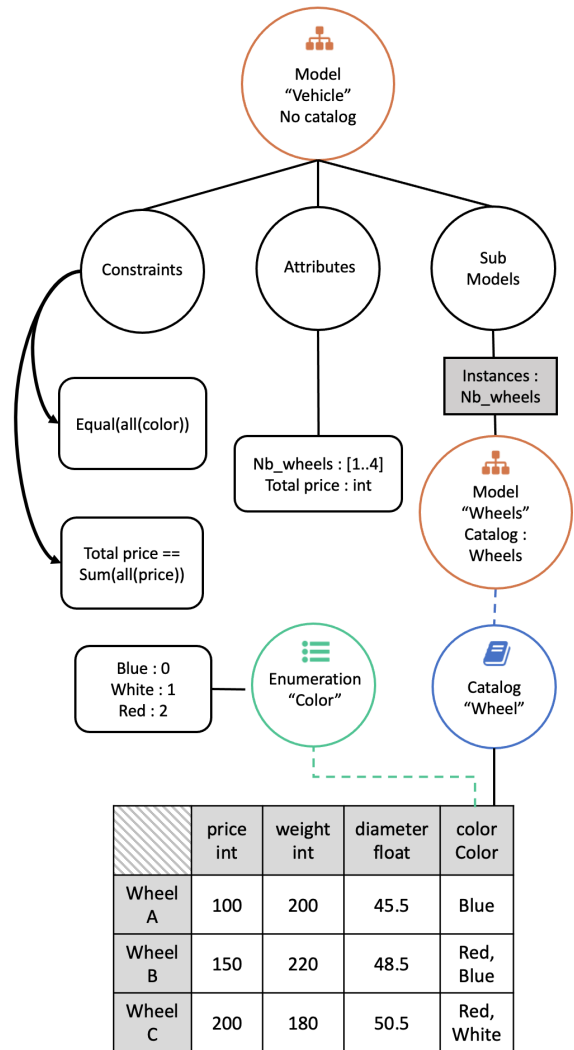 Model
“Vehicle”
No catalog
Constraints
Attributes
Sub
Models
Instances :
Nb_wheels
Equal(all(color))
Nb_wheels : [1..4]
Total price : int
Model
“Wheels”
Catalog :
Wheels
Total price ==
Sum(all(price))
Blue : 0
White : 1
Red : 2
Enumeration
“Color”
Catalog
“Wheel”
price
int
weight
int
diameter
float
color
Color
Wheel
A
100
200
45.5
Blue
Wheel
B
150
220
48.5
Red,
Blue
Wheel
C
200
180
50.5
Red,
White